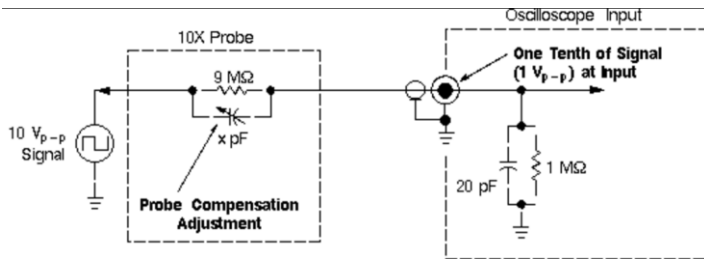 Oscilloscope Input
10X Probe
One Tenth of Signal
(1 Vp–p) at Input
9 MΩ
x pF
10 Vp–p
Signal
Probe Compensation
Adjustment
20 pF
1 MΩ